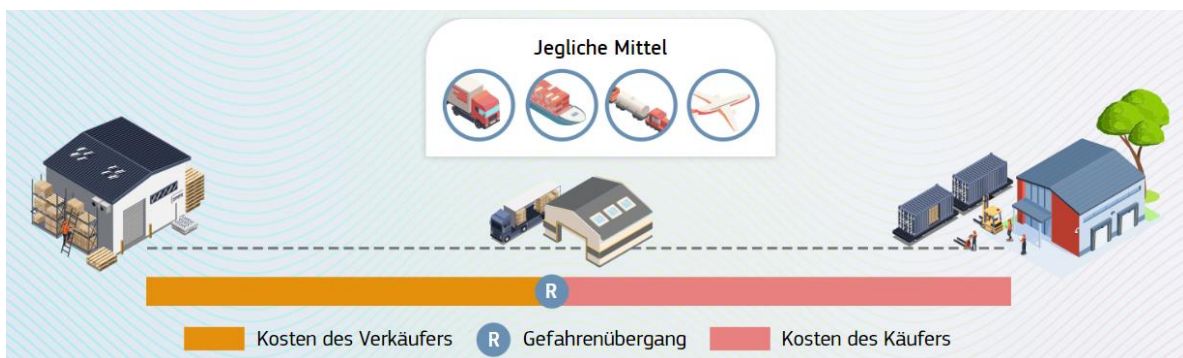 Jegliche Mittel
R
Kosten des Verkäufers R Gefahrenübergang Kosten des Käufers